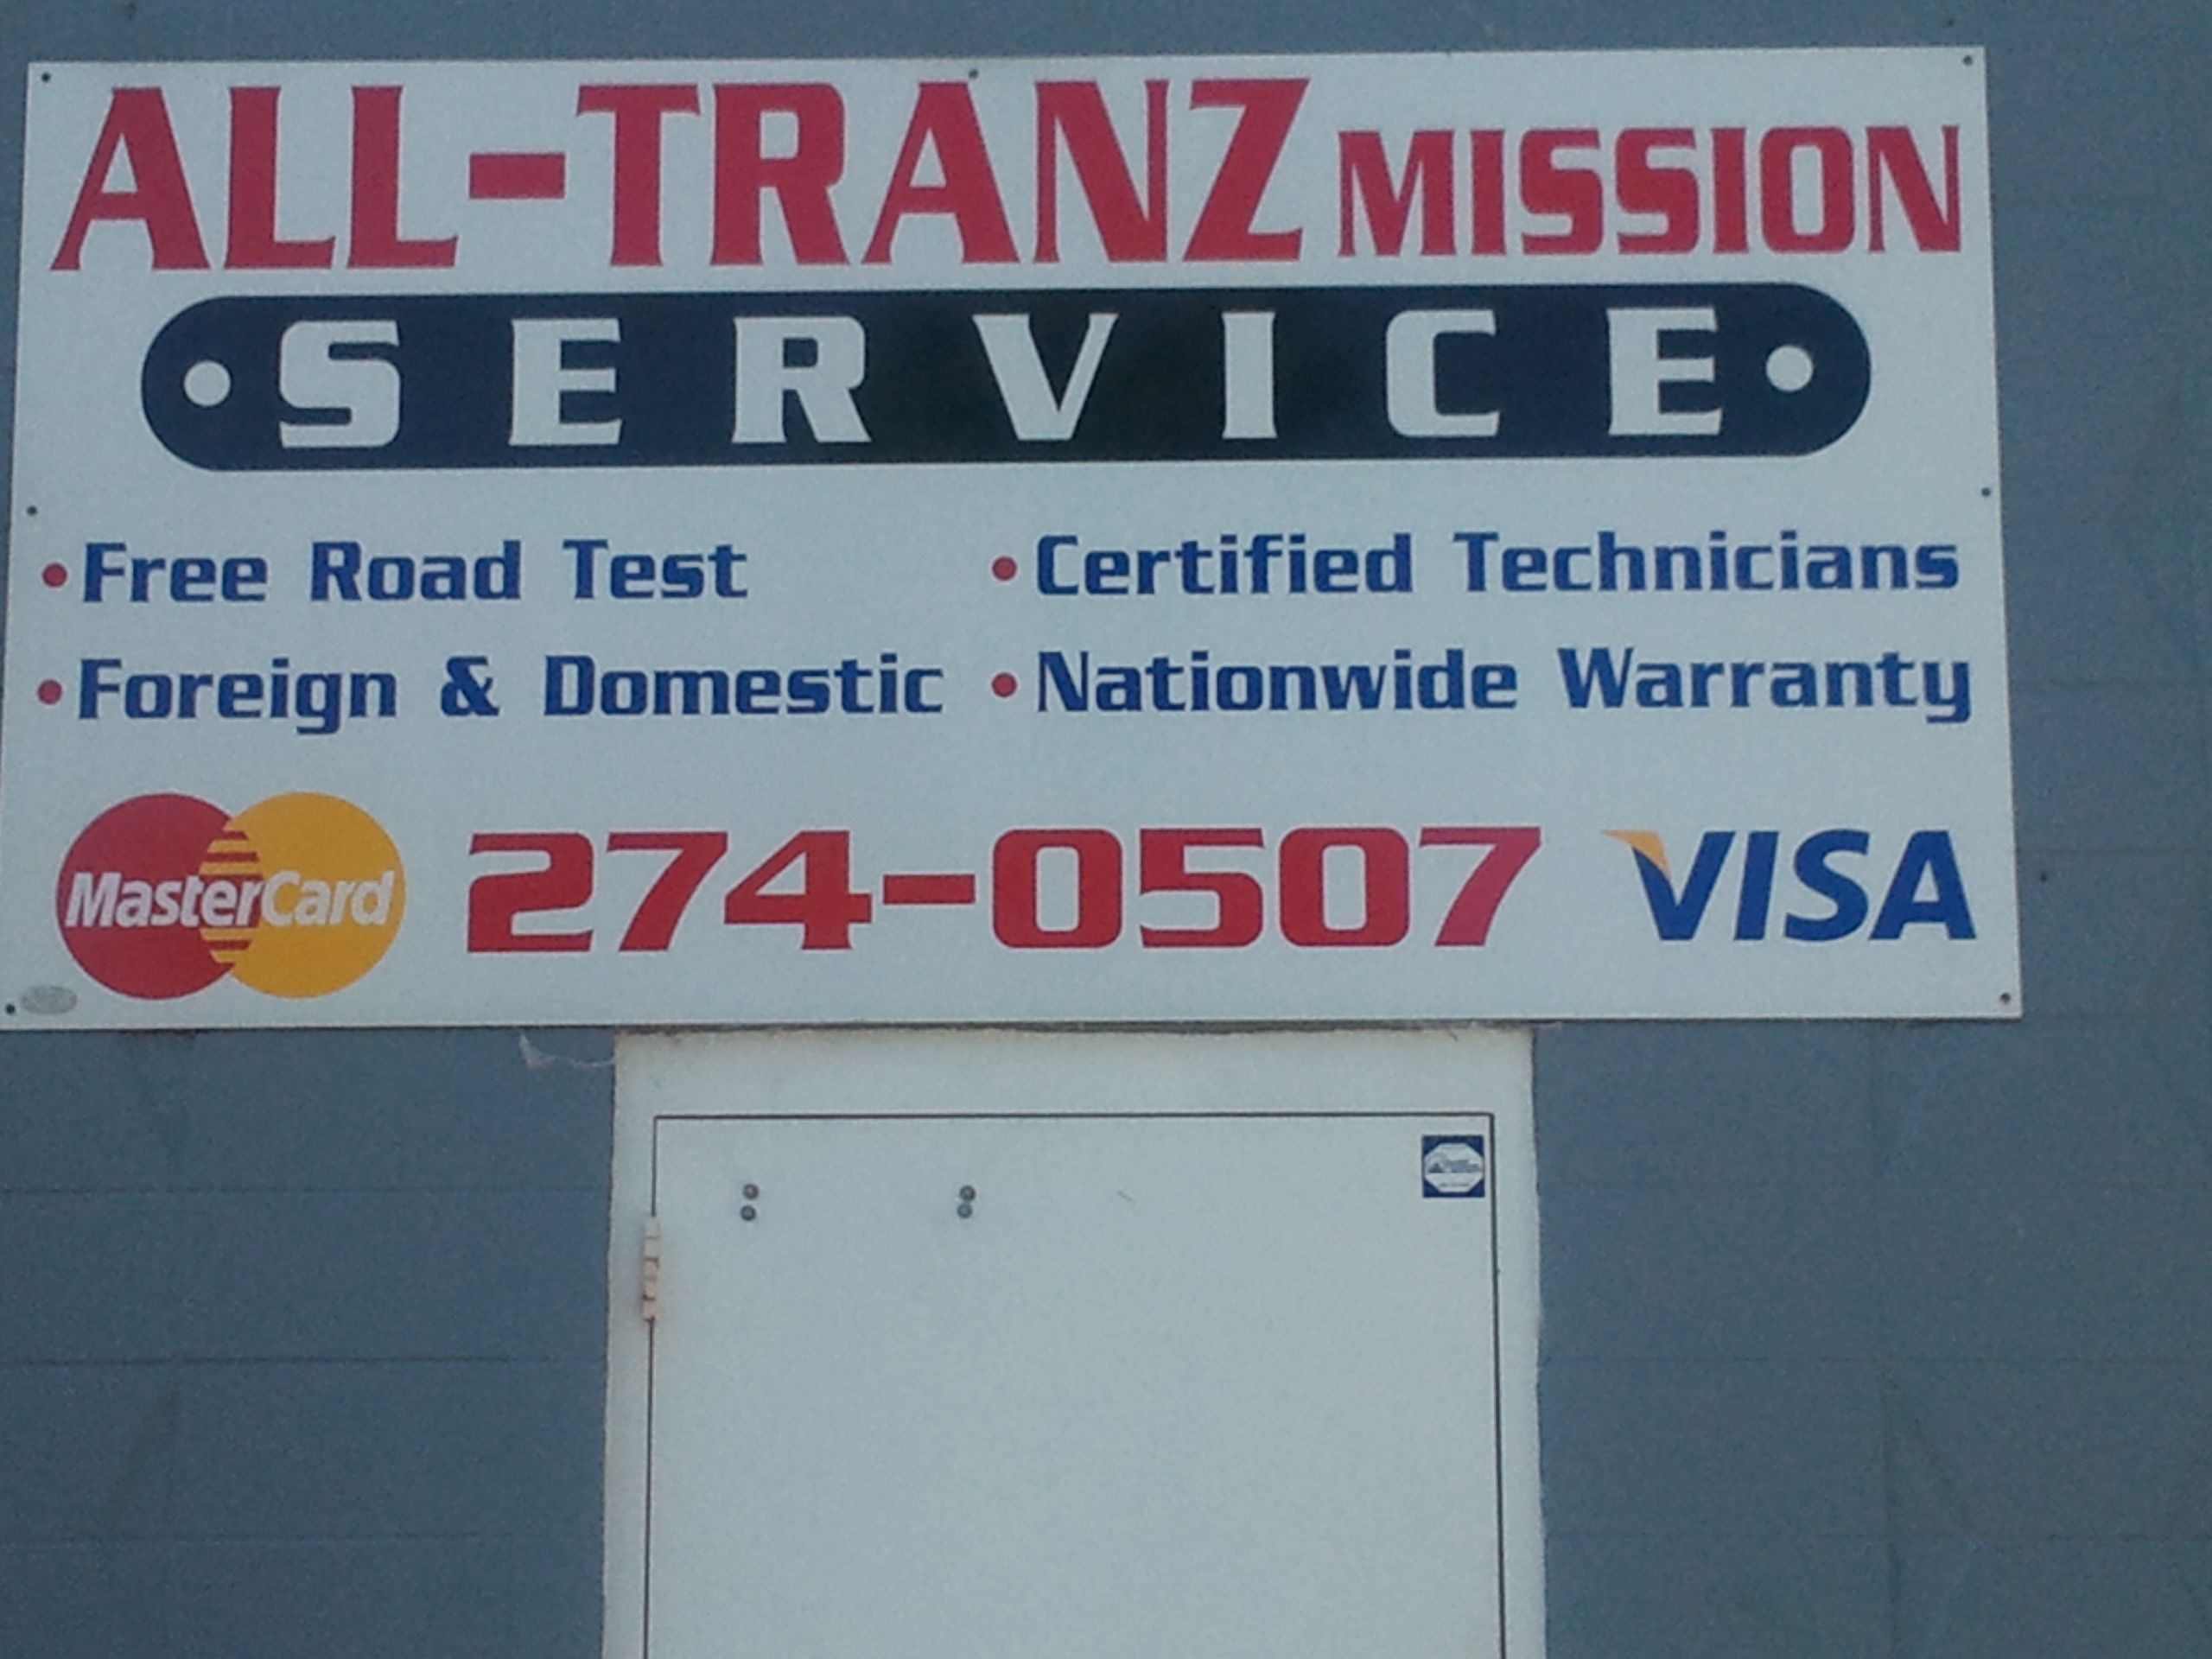 ALL-TRANZ MISSION
SERVICE
•Free Road Test •Certified Technicians
•Foreign & Domestic •Nationwide Warranty
MasterCard 274-0507 VISA